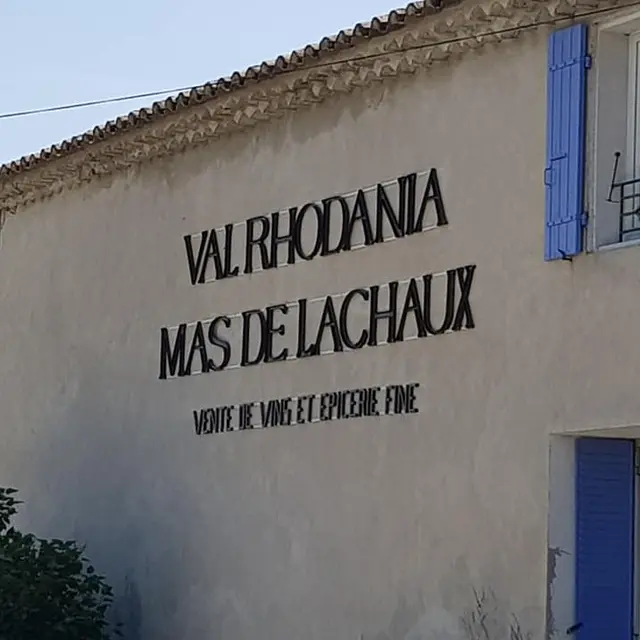 VAL RHODANIA
MAS DE LACHAUX
VENTE DE VINS ET EPICERIE FINE